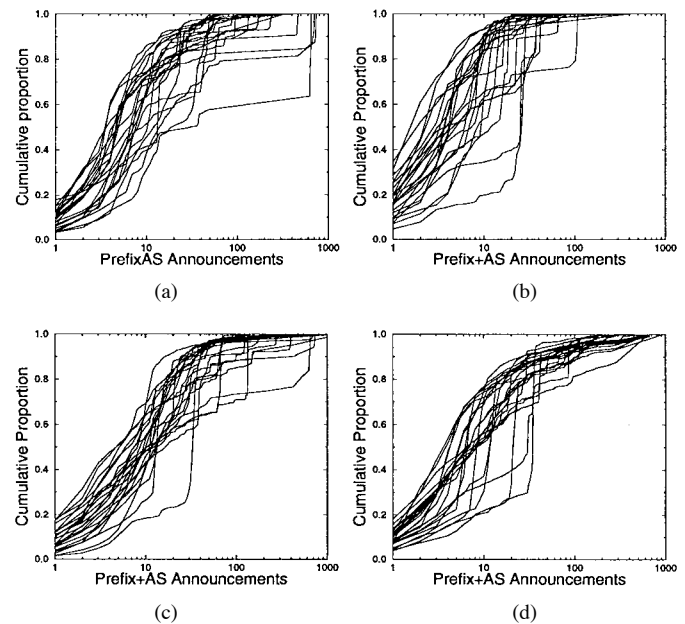 1.0
0.8
0.6
0.4
0.2
0.0
Cumulative proportion
1 10 100 1000
PrefixAS Announcements
(a)
1.0
0.8
0.6
0.4
0.2
0.0
Cumulative Proportion
1 10 100 1000
Prefix+AS Announcements
(b)
1.0
0.8
0.6
0.4
0.2
0.0
Cumulative Proportion
1 10 100 1000
Prefix+AS Announcements
(c)
1.0
0.8
0.6
0.4
0.2
0.0
Cumulative Proportion
1 10 100 1000
Prefix+AS Announcements
(d)